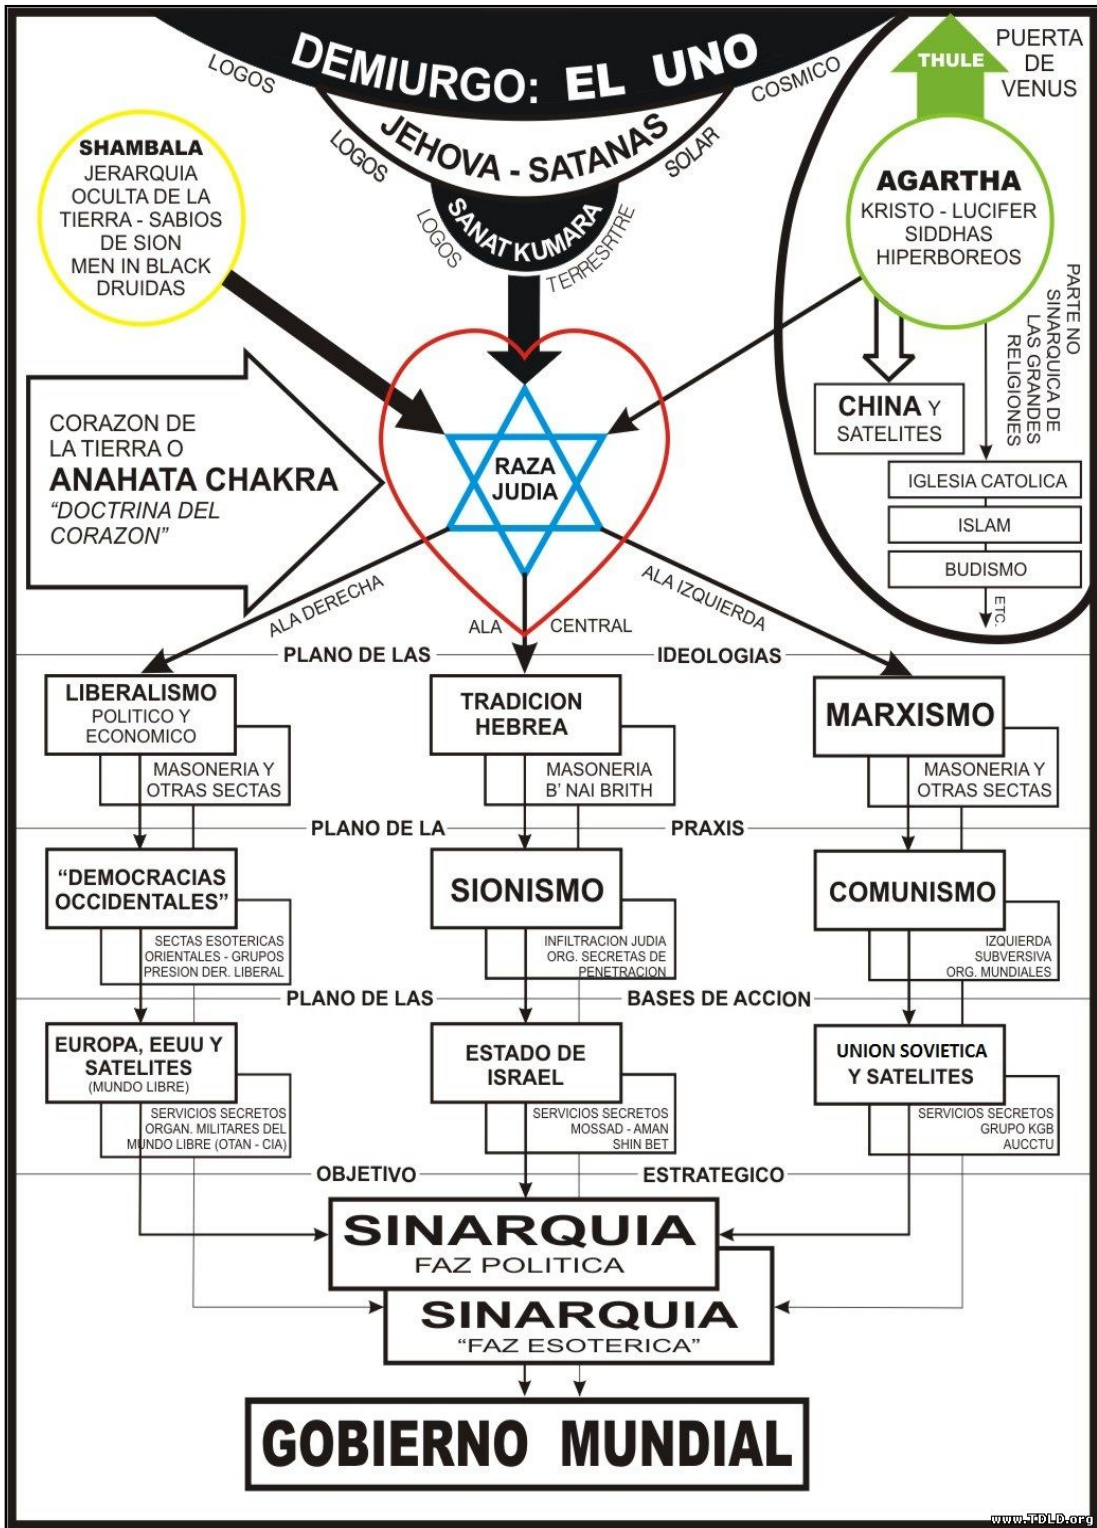 DEMIURGO: EL UNO
LOGOS
COSMICO
JEHOVA - SATANAS
LOGOS
SOLAR
SANAT KUMARA
LOGOS
TERRESRTRE
THULE
PUERTA
DE
VENUS
SHAMBALA
JERARQUIA
OCULTA DE LA
TIERRA - SABIOS
DE SION
MEN IN BLACK
DRUIDAS
AGARTHA
KRISTO - LUCIFER
SIDDHAS
HIPERBOREOS
PARTE NO
SINARQUICA DE
LAS GRANDES
RELIGIONES
CHINA Y
SATELITES
IGLESIA CATOLICA
ISLAM
BUDISMO
ETC.
CORAZON DE
LA TIERRA O
ANAHATA CHAKRA
“DOCTRINA DEL
CORAZON”
RAZA
JUDIA
ALA DERECHA
ALA CENTRAL
ALA IZQUIERDA
PLANO DE LAS IDEOLOGIAS
LIBERALISMO
POLITICO Y
ECONOMICO
MASONERIA Y
OTRAS SECTAS
TRADICION
HEBREA
MASONERIA
B' NAI BRITH
MARXISMO
MASONERIA Y
OTRAS SECTAS
PLANO DE LA PRAXIS
“DEMOCRACIAS
OCCIDENTALES”
SECTAS ESOTERICAS
ORIENTALES - GRUPOS
PRESION DER. LIBERAL
SIONISMO
INFILTRACION JUDIA
ORG. SECRETAS DE
PENETRACION
COMUNISMO
IZQUIERDA
SUBVERSIVA
ORG. MUNDIALES
PLANO DE LAS BASES DE ACCION
EUROPA, EEUU Y
SATELITES
(MUNDO LIBRE)
SERVICIOS SECRETOS
ORGAN. MILITARES DEL
MUNDO LIBRE (OTAN - CIA)
ESTADO DE
ISRAEL
SERVICIOS SECRETOS
MOSSAD - AMAN
SHIN BET
UNION SOVIETICA
Y SATELITES
SERVICIOS SECRETOS
GRUPO KGB
AUCCTU
OBJETIVO ESTRATEGICO
SINARQUIA
FAZ POLITICA
SINARQUIA
“FAZ ESOTERICA”
GOBIERNO MUNDIAL
www.TDLD.org